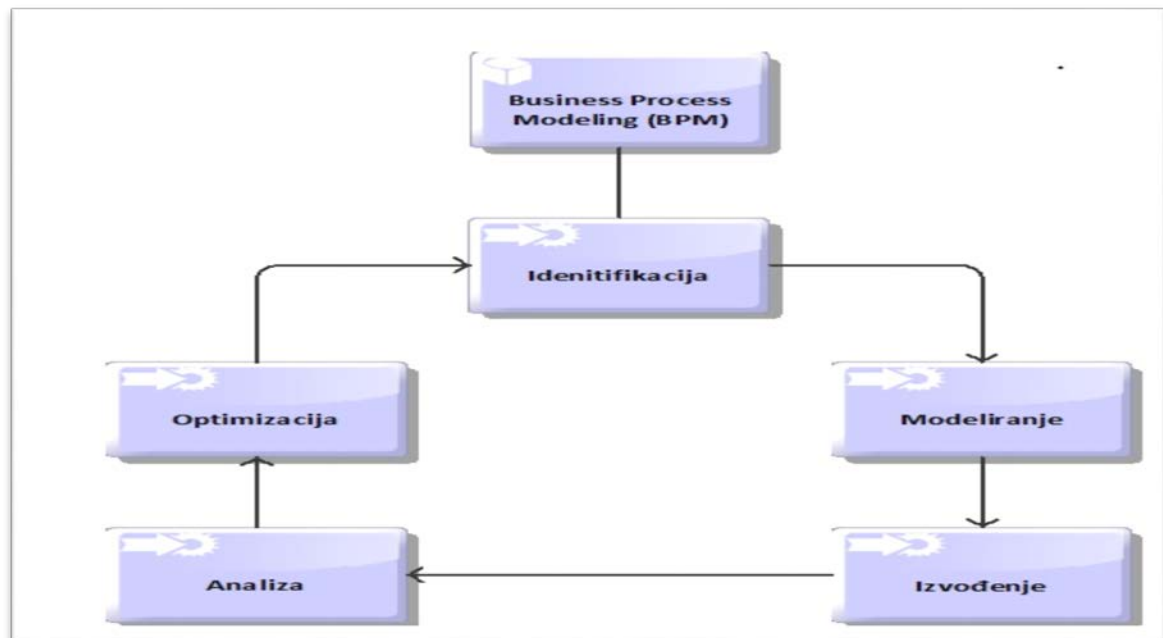 Business Process
Modeling (BPM)
Idenitifikacija
Optimizacija
Modeliranje
Analiza
Izvođenje